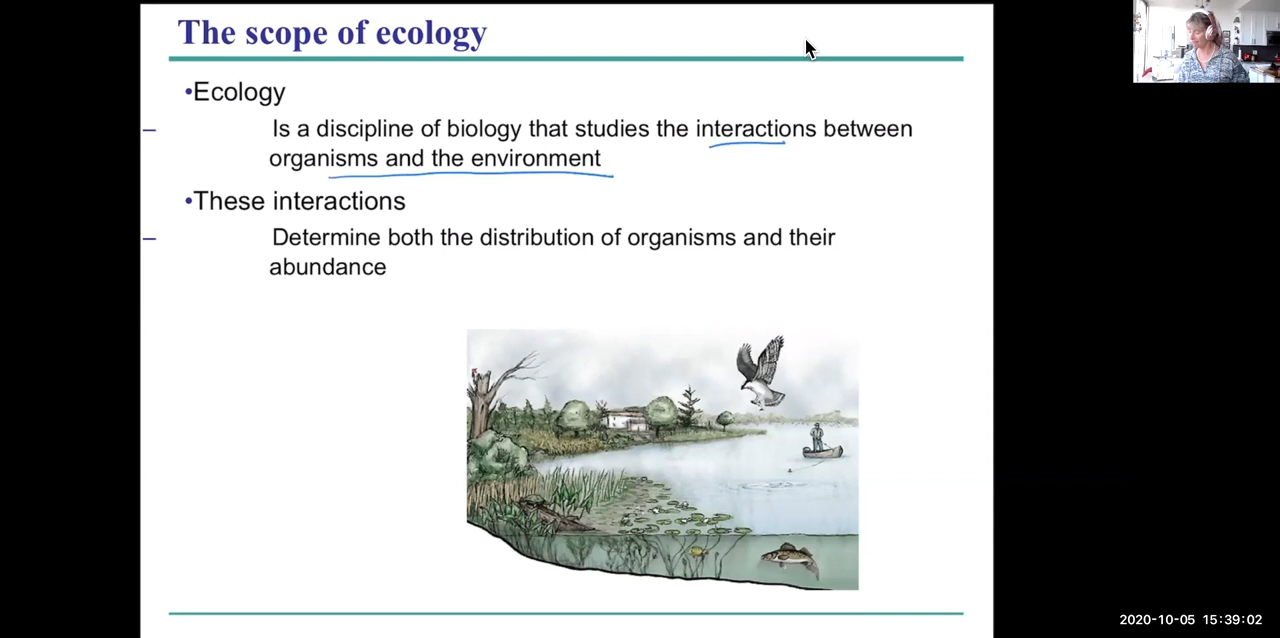 The scope of ecology
•Ecology
– Is a discipline of biology that studies the interactions between
organisms and the environment
•These interactions
– Determine both the distribution of organisms and their
abundance
2020-10-05 15:39:02